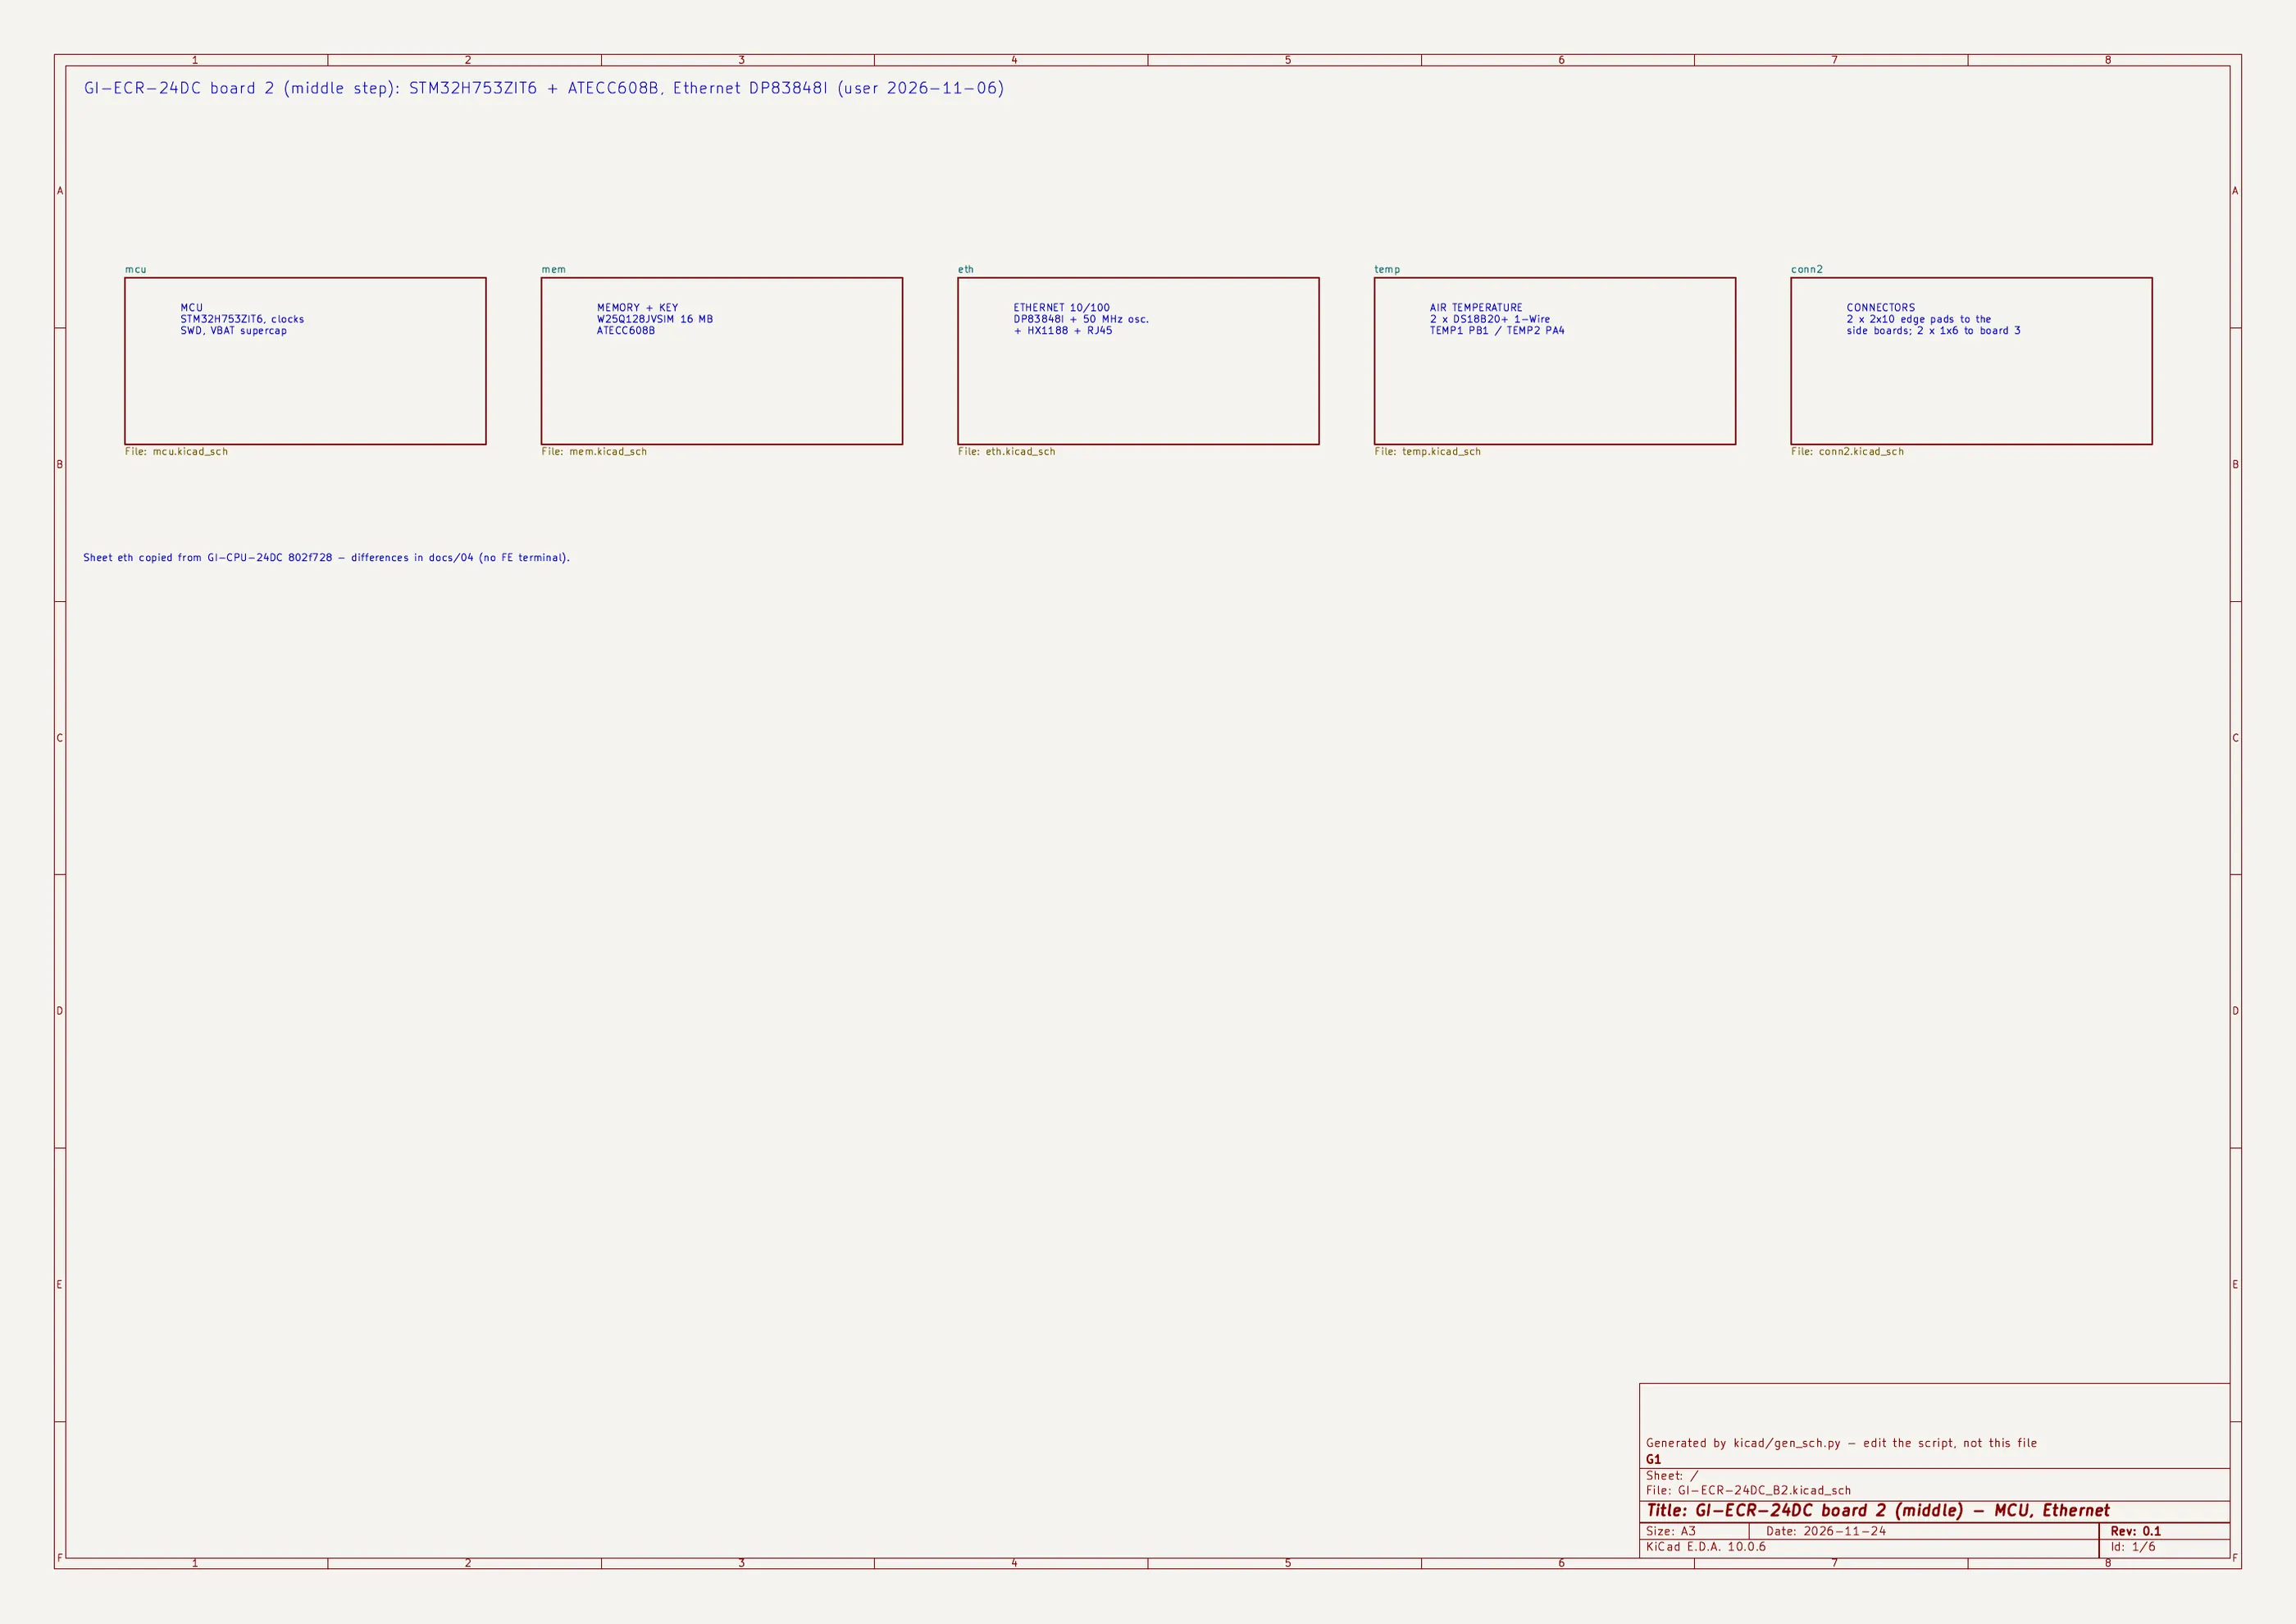 1 2 3 4 5 6 7 8
GI-ECR-24DC board 2 (middle step): STM32H753ZIT6 + ATECC608B, Ethernet DP83848I (user 2026-11-06)
A A
mcu
MCU
STM32H753ZIT6, clocks
SWD, VBAT supercap
File: mcu.kicad_sch
mem
MEMORY + KEY
W25Q128JVSIM 16 MB
ATECC608B
File: mem.kicad_sch
eth
ETHERNET 10/100
DP83848I + 50 MHz osc.
+ HX1188 + RJ45
File: eth.kicad_sch
temp
AIR TEMPERATURE
2 x DS18B20+ 1-Wire
TEMP1 PB1 / TEMP2 PA4
File: temp.kicad_sch
conn2
CONNECTORS
2 x 2x10 edge pads to the
side boards; 2 x 1x6 to board 3
File: conn2.kicad_sch
B B
Sheet eth copied from GI-CPU-24DC 802f728 - differences in docs/04 (no FE terminal).
C C
D D
E E
Generated by kicad/gen_sch.py - edit the script, not this file
G1
Sheet: /
File: GI-ECR-24DC_B2.kicad_sch
Title: GI-ECR-24DC board 2 (middle) - MCU, Ethernet
Size: A3 Date: 2026-11-24 Rev: 0.1
KiCad E.D.A. 10.0.6 Id: 1/6
F F
1 2 3 4 5 6 7 8